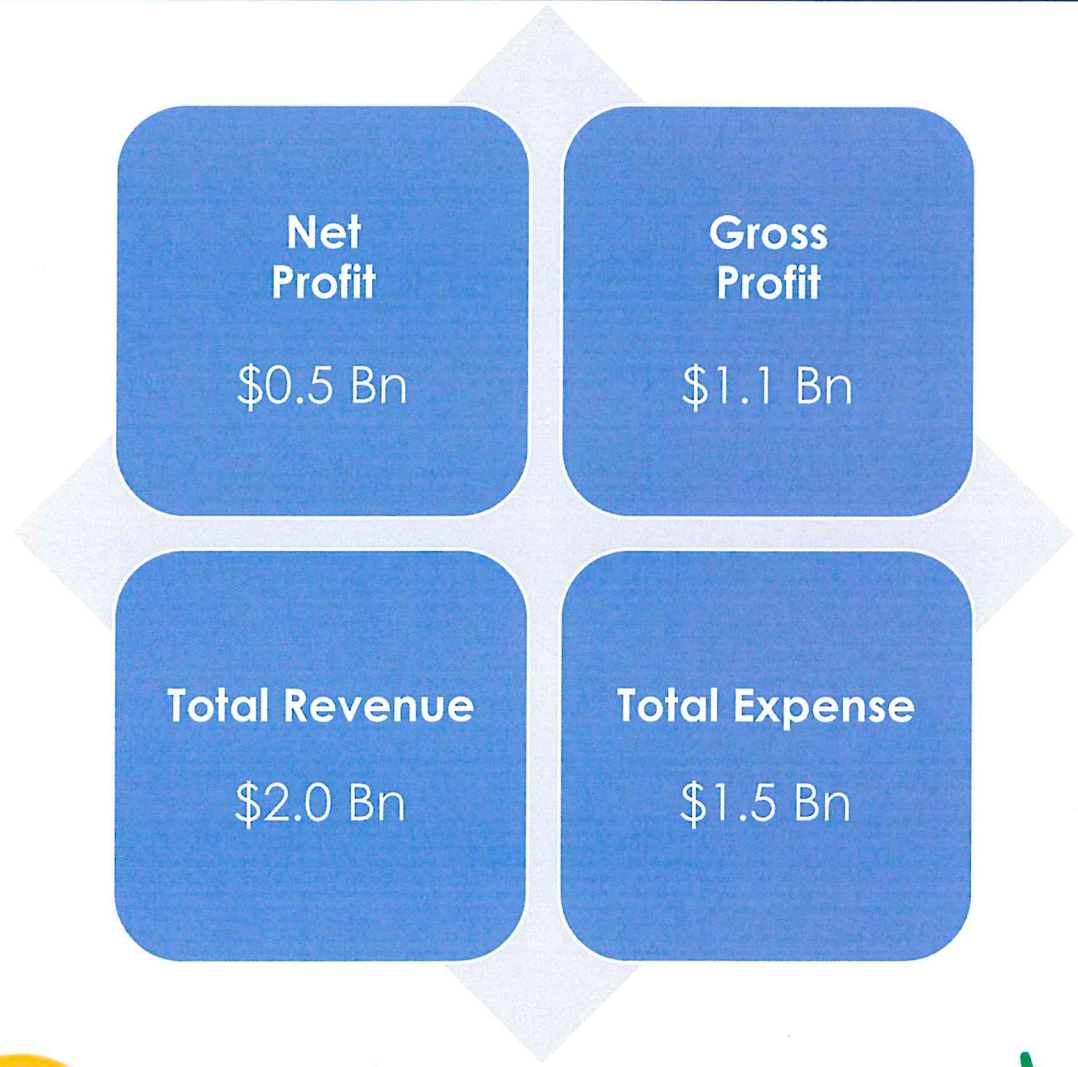 Net
Profit
$0.5 Bn
Gross
Profit
$1.1 Bn
Total Revenue
$2.0 Bn
Total Expense
$1.5 Bn